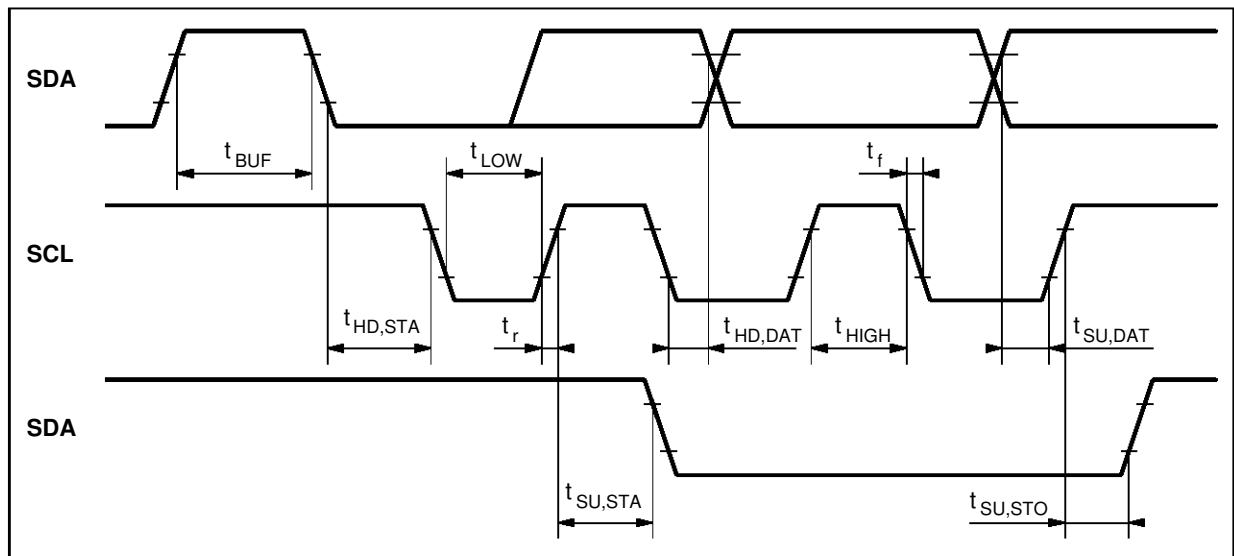 SDA
t BUF
t LOW
t f
SCL
t HD,STA
t r
t HD,DAT
t HIGH
t SU,DAT
SDA
t SU,STA
t SU,STO